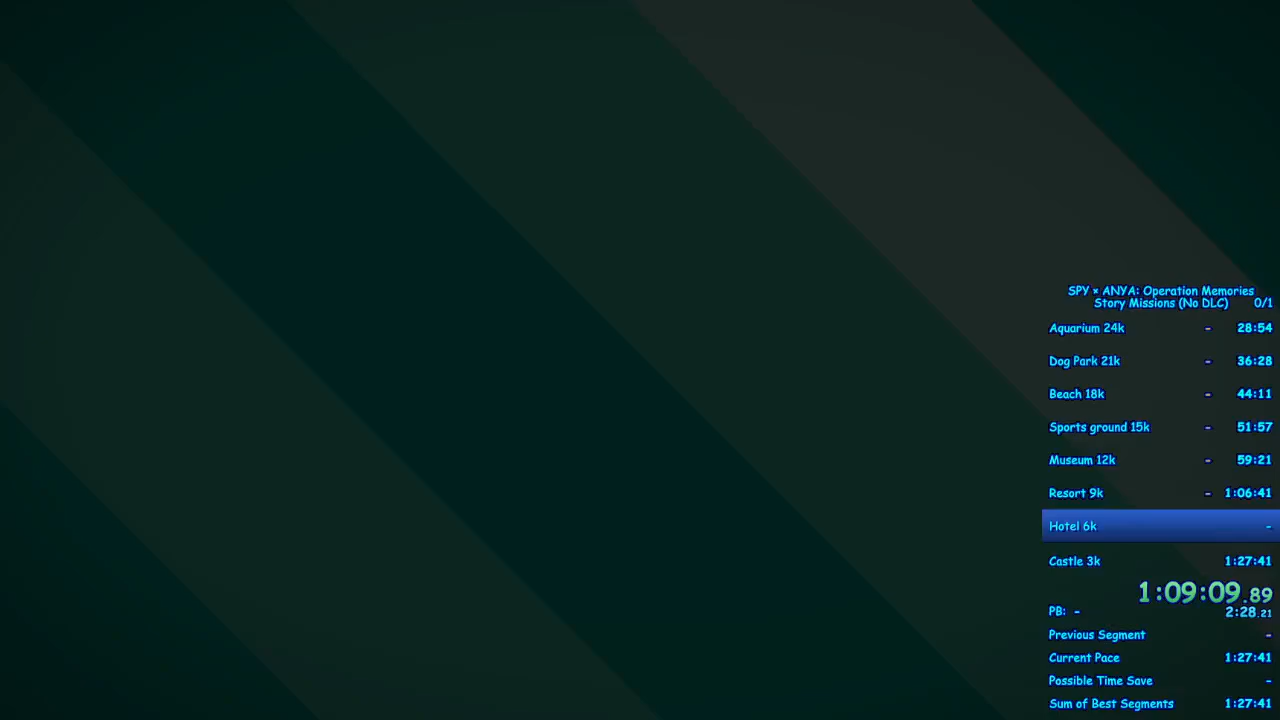 SPY × ANYA: Operation Memories
Story Missions (No DLC) 0/1
Aquarium 24k - 28:54
Dog Park 21k - 36:28
Beach 18k - 44:11
Sports ground 15k - 51:57
Museum 12k - 59:21
Resort 9k - 1:06:41
Hotel 6k -
Castle 3k 1:27:41
1:09:09.89
PB: - 2:28.21
Previous Segment -
Current Pace 1:27:41
Possible Time Save -
Sum of Best Segments 1:27:41